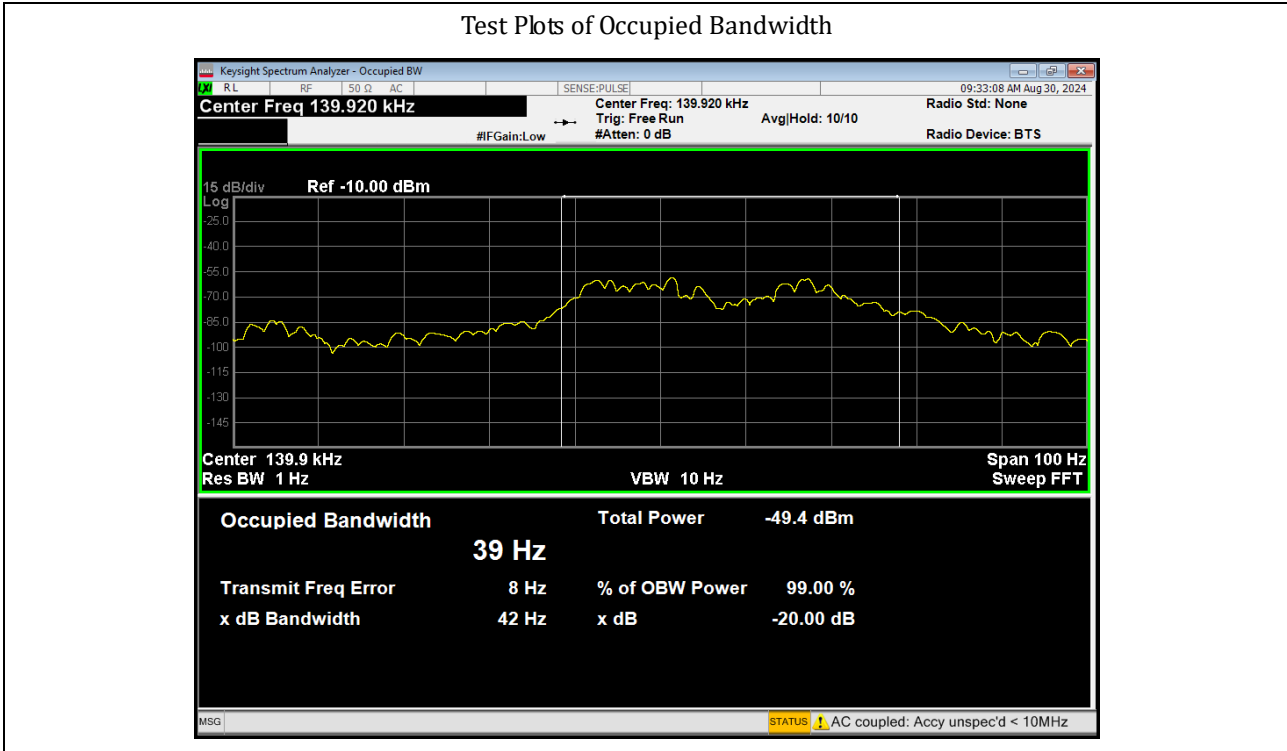 Test Plots of Occupied Bandwidth
Keysight Spectrum Analyzer - Occupied BW
LXI RL RF 50 Ω AC SENSE:PULSE 09:33:08 AM Aug 30, 2024
Center Freq 139.920 kHz Center Freq: 139.920 kHz Radio Std: None
Trig: Free Run Avg|Hold: 10/10
#IFGain:Low #Atten: 0 dB Radio Device: BTS
15 dB/div Ref -10.00 dBm
Log
-25.0
-40.0
-55.0
-70.0
-85.0
-100
-115
-130
-145
Center 139.9 kHz Span 100 Hz
Res BW 1 Hz VBW 10 Hz Sweep FFT
Occupied Bandwidth Total Power -49.4 dBm
39 Hz
Transmit Freq Error 8 Hz % of OBW Power 99.00 %
x dB Bandwidth 42 Hz x dB -20.00 dB
MSG STATUS AC coupled: Accy unspec'd < 10MHz